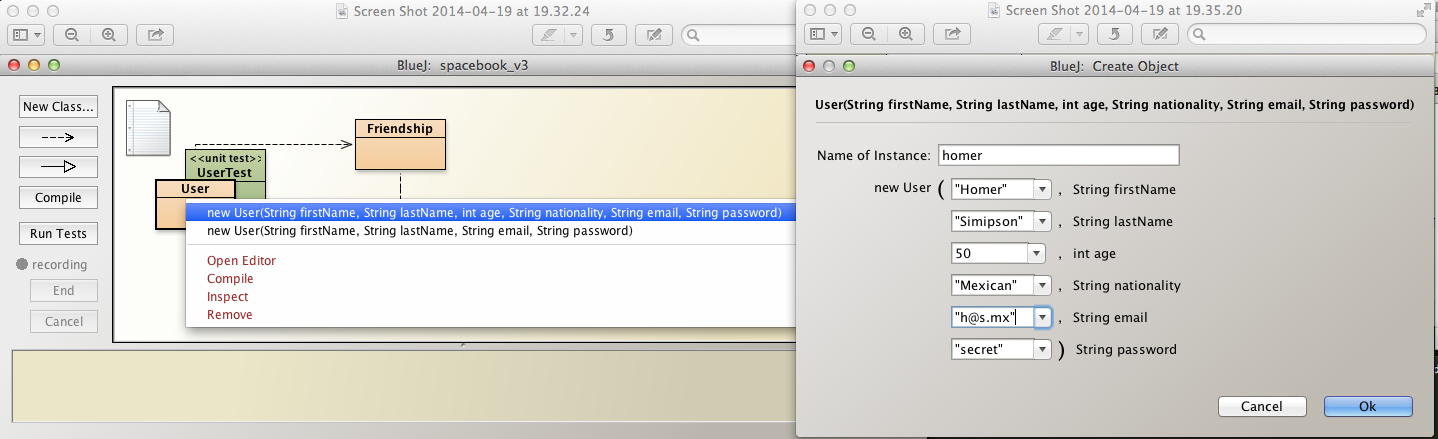 Screen Shot 2014-04-19 at 19.32.24
BlueJ: spacebook_v3
New Class...
Compile
Run Tests
recording
End
Cancel
<<unit test>>
UserTest
User
Friendship
new User(String firstName, String lastName, int age, String nationality, String email, String password)
new User(String firstName, String lastName, String email, String password)
Open Editor
Compile
Inspect
Remove
Screen Shot 2014-04-19 at 19.35.20
BlueJ: Create Object
User(String firstName, String lastName, int age, String nationality, String email, String password)
Name of Instance: homer
new User ( "Homer" , String firstName
"Simipson" , String lastName
50 , int age
"Mexican" , String nationality
"h@s.mx" , String email
"secret" ) String password
Cancel Ok